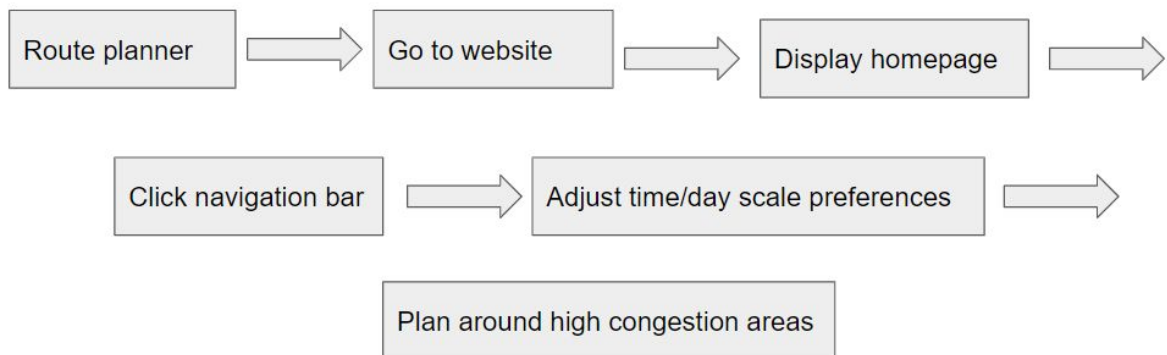 Route planner
Go to website
Display homepage
Click navigation bar
Adjust time/day scale preferences
Plan around high congestion areas